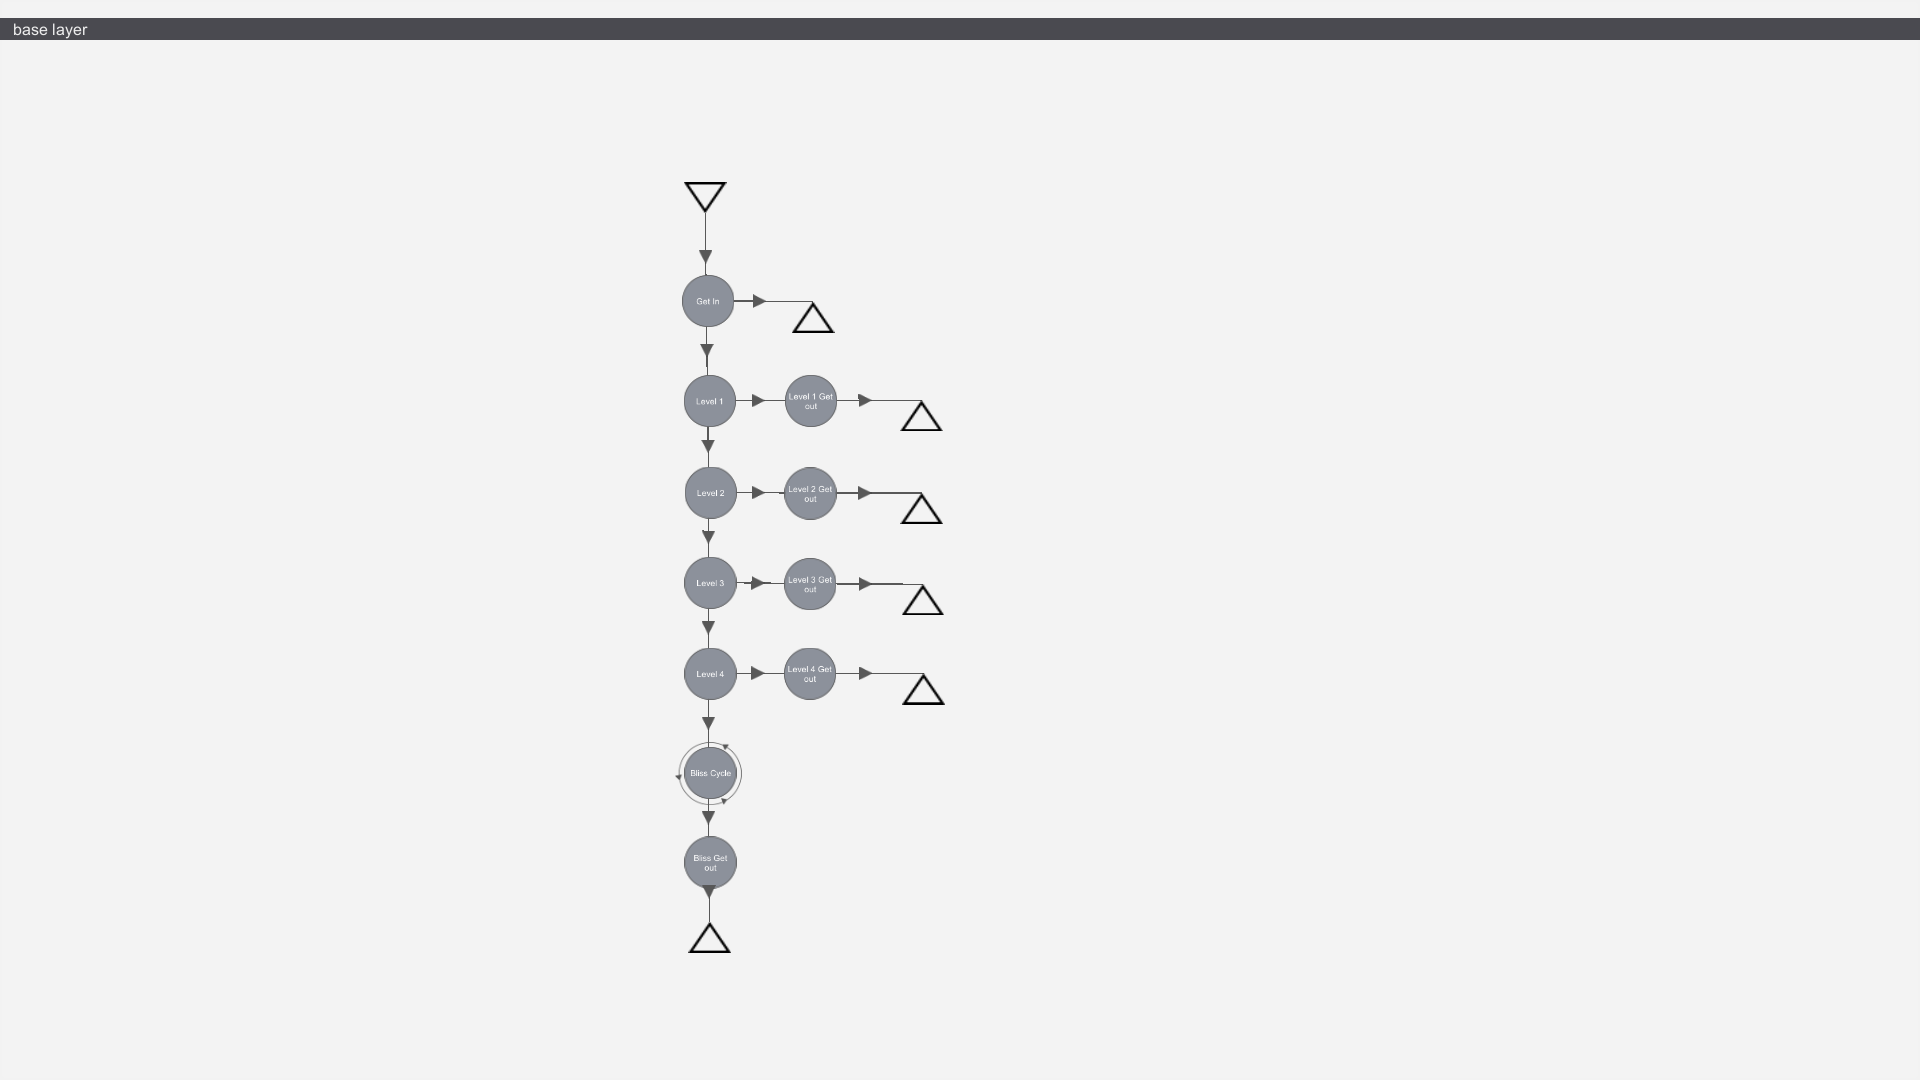 base layer
Get In
Level 1
Level 1 Get
out
Level 2
Level 2 Get
out
Level 3
Level 3 Get
out
Level 4
Level 4 Get
out
Bliss Cycle
Bliss Get
out